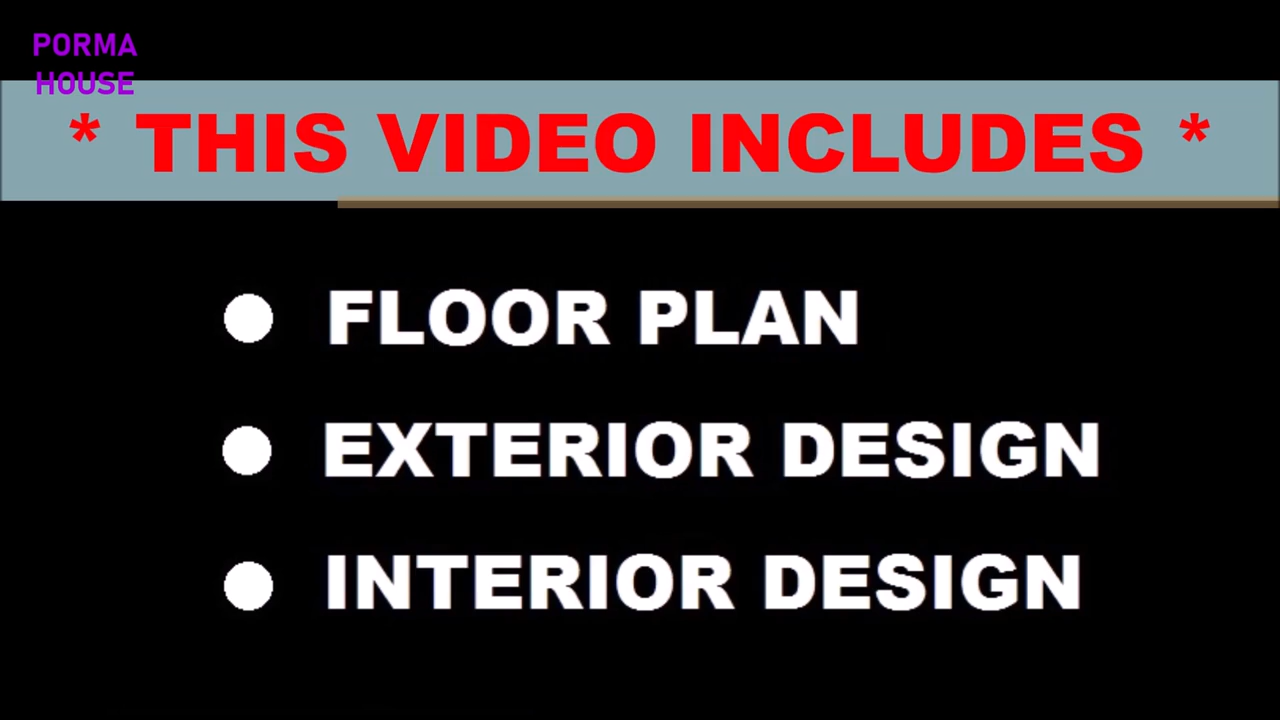 PORMA
HOUSE
* THIS VIDEO INCLUDES *
● FLOOR PLAN
● EXTERIOR DESIGN
● INTERIOR DESIGN